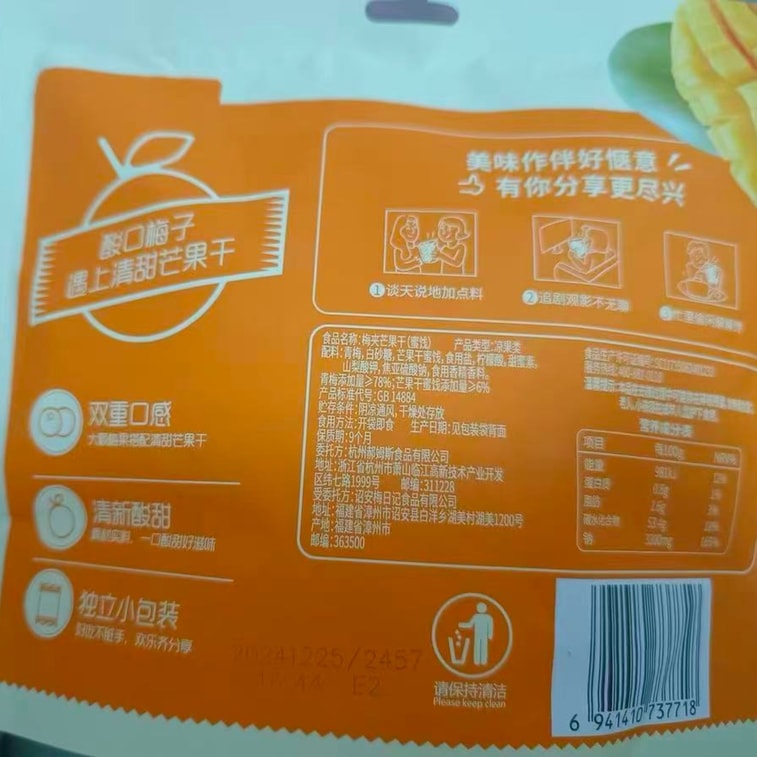 美味作伴好惬意
有你分享更尽兴
酸口梅子
遇上清甜芒果干
①谈天说地加点料
②追剧观影不无聊
双重口感
大颗梅果搭配清甜芒果干
清新酸甜
一口酸甜好滋味
独立小包装
好吃不脏手，欢乐齐分享
食品名称:梅夹芒果干(蜜饯) 产品类型:凉果类
配料:青梅,白砂糖,芒果干蜜饯,食用盐,柠檬酸,甜蜜素,
山梨酸钾,焦亚硫酸钠,食用香精香料。
青梅添加量≥78%;芒果干蜜饯添加量≥6%
产品标准代号:GB 14884
贮存条件:阴凉通风,干燥处存放
食用方法:开袋即食 生产日期:见包装袋背面
保质期:9个月
委托方:杭州郝姆斯食品有限公司
地址:浙江省杭州市萧山临江高新技术产业开发
区纬七路1999号 邮编:311228
受委托方:诏安梅日记食品有限公司
地址:福建省漳州市诏安县白洋乡湖美村湖美1200号
产地:福建省漳州市
邮编:363500
营养成分表
项目 每100g NRV%
能量
蛋白质
脂肪
碳水化合物
钠
20241225/2457
E2
请保持清洁
Please keep clean
6 941410 737718